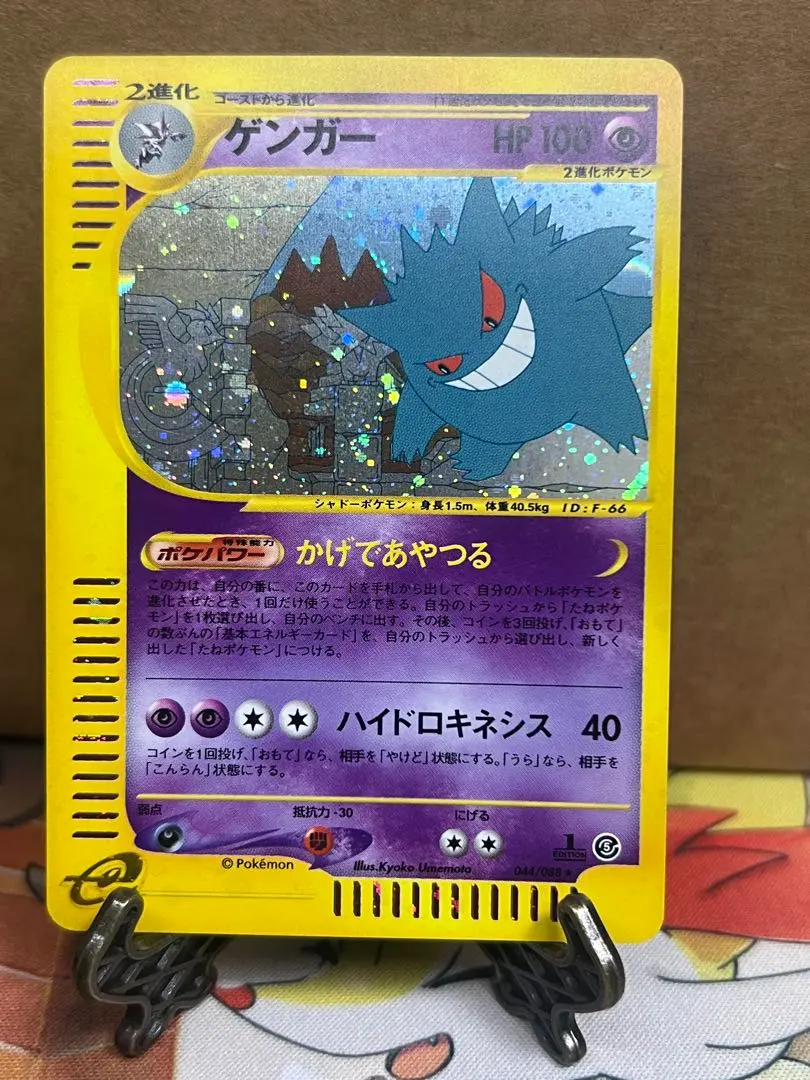 2進化
ゴーストから進化
ゲンガー HP 100
2進化ポケモン
シャドーポケモン：身長1.5m、体重40.5kg ID：F-66
特殊能力
ポケパワー かげであやつる
この力は、自分の番に、このカードを手札から出して、自分のバトルポケモンを
進化させたとき、1回だけ使うことができる。自分のトラッシュから「たねポケ
モン」を1枚選び出し、自分のベンチに出す。その後、コインを3回投げ、「おもて」
の数ぶんの「基本エネルギーカード」を、自分のトラッシュから選び出し、新しく
出した「たねポケモン」につける。
ハイドロキネシス 40
コインを1回投げ、「おもて」なら、相手を「やけど」状態にする。「うら」なら、相手を
「こんらん」状態にする。
弱点 抵抗力 -30 にげる
1
EDITION
5
© Pokémon Illus.Kyoko Umemoto 044/088 ★
e